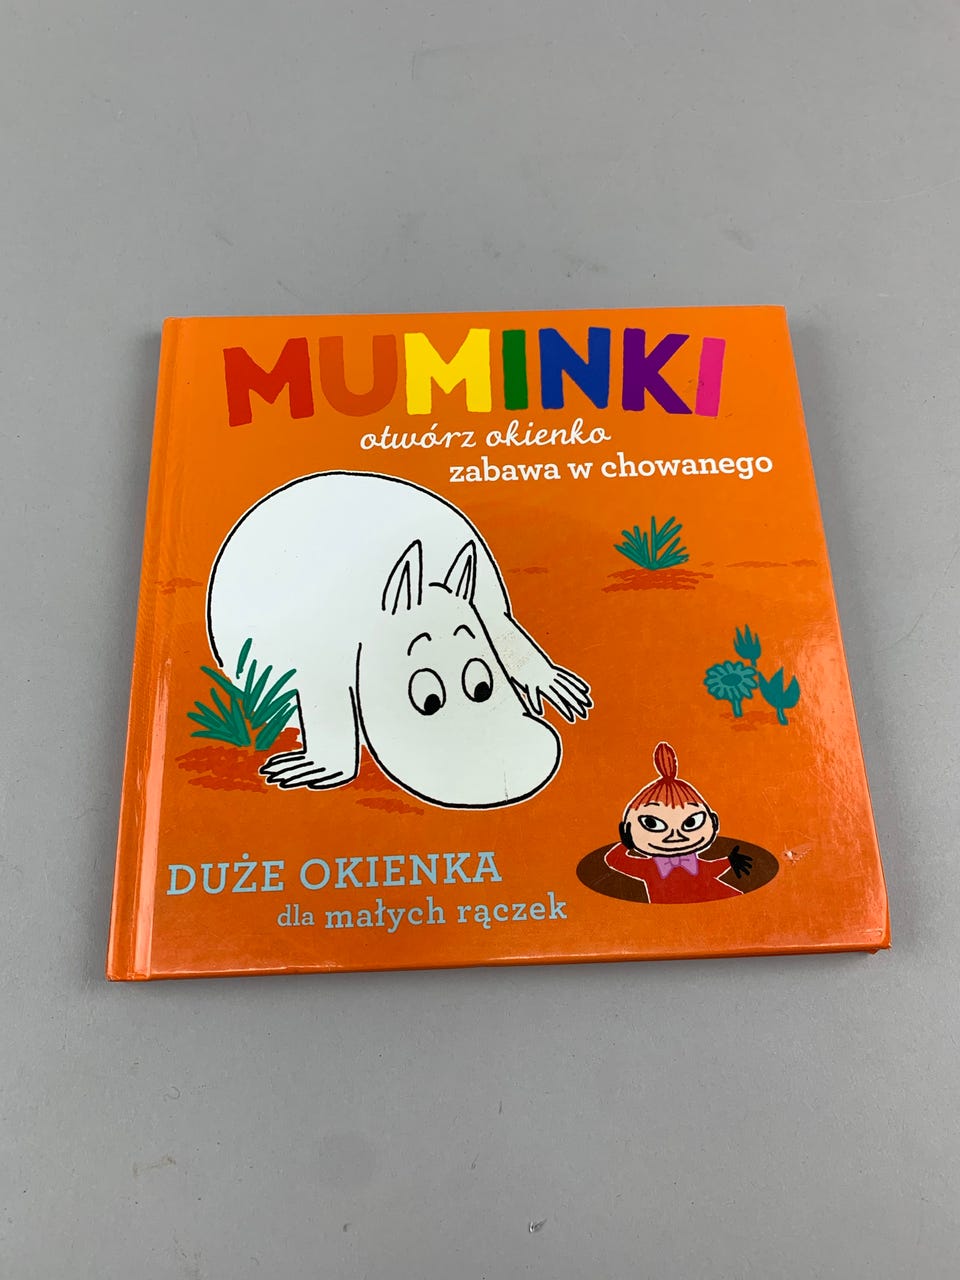 MUMINKI
otwórz okienko
zabawa w chowanego
DUŻE OKIENKA
dla małych rączek